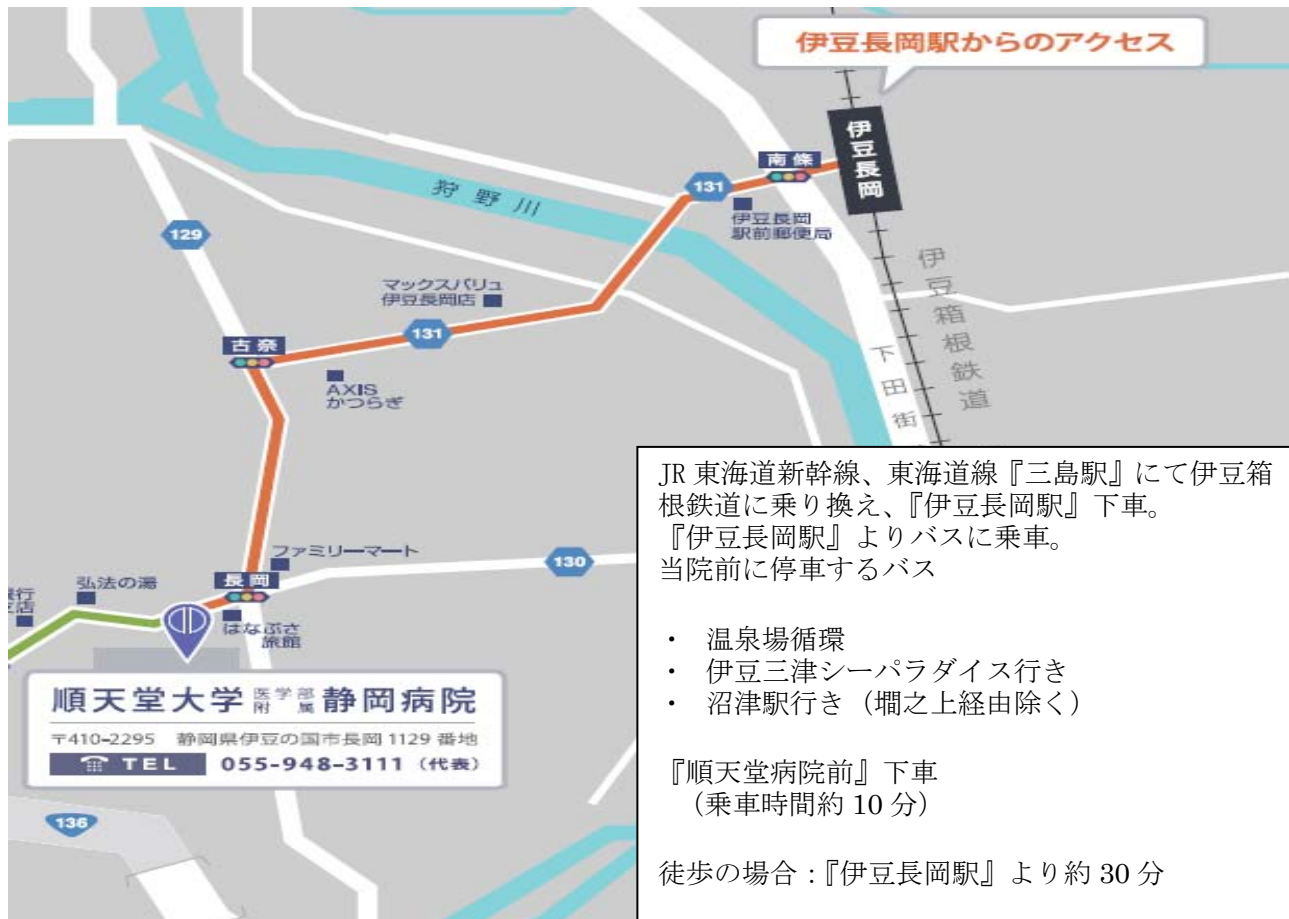 伊豆長岡駅からのアクセス
伊豆長岡
南條
131
伊豆長岡
駅前郵便局
狩野川
129
マックスバリュ
伊豆長岡店
131
古奈
AXIS
かつらぎ
伊豆箱根鉄道
下田街
ファミリーマート
130
長岡
弘法の湯
行
店
はなぶさ
旅館
順天堂大学医学部附属静岡病院
〒410-2295 静岡県伊豆の国市長岡1129番地
TEL 055-948-3111（代表）
136
JR 東海道新幹線、東海道線『三島駅』にて伊豆箱
根鉄道に乗り換え、『伊豆長岡駅』下車。
『伊豆長岡駅』よりバスに乗車。
当院前に停車するバス
・ 温泉場循環
・ 伊豆三津シーパラダイス行き
・ 沼津駅行き（墹之上経由除く）
『順天堂病院前』下車
（乗車時間約 10 分）
徒歩の場合：『伊豆長岡駅』より約 30 分